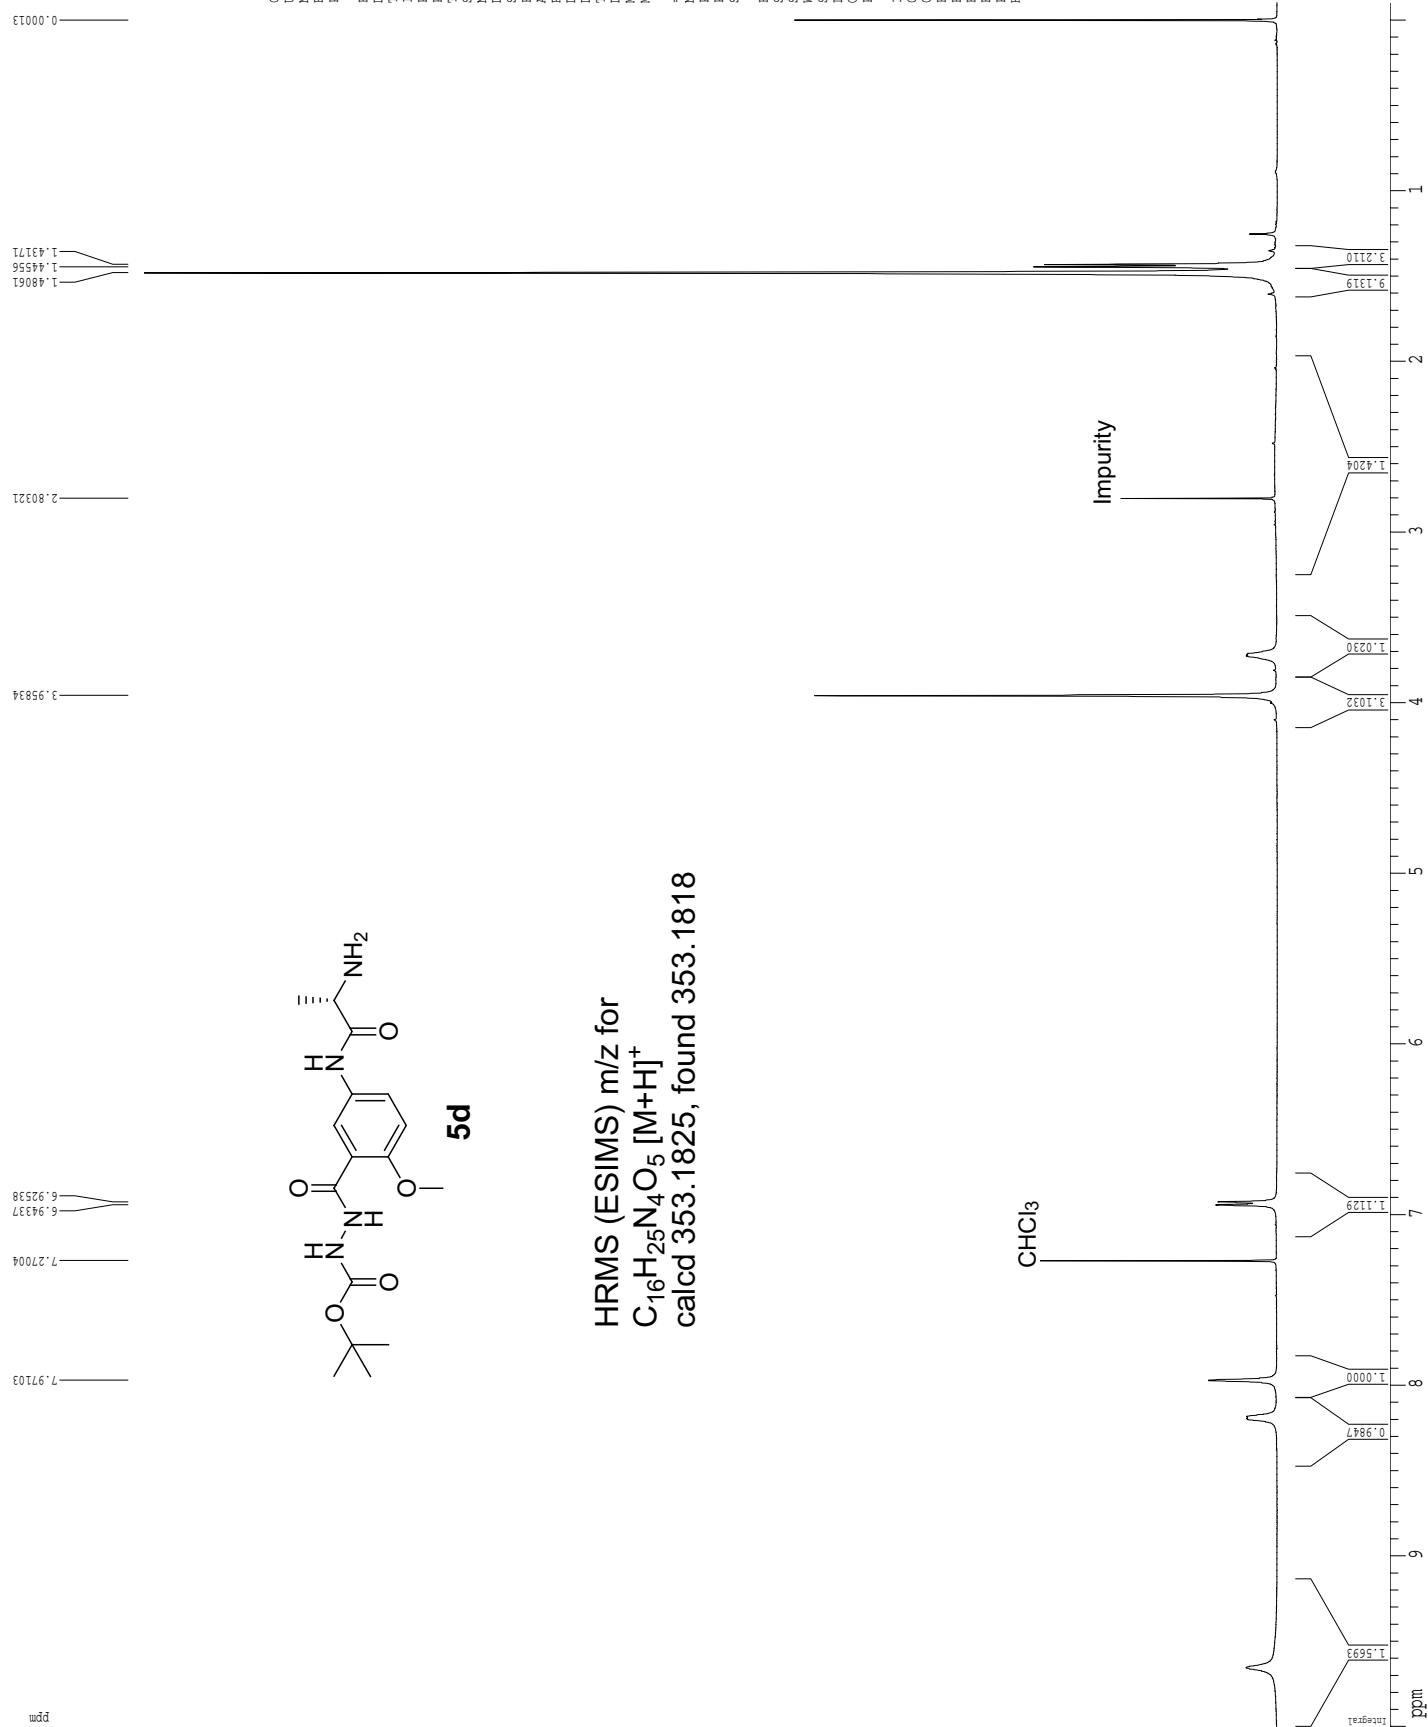 ppm
7.97103
7.27004
6.94337
6.92538
3.95834
2.80321
1.48061
1.44556
1.43171
0.00013
O
O
H
N
N
H
O
O
H
N
O
NH2
5d
HRMS (ESIMS) m/z for
C16H25N4O5 [M+H]+
calcd 353.1825, found 353.1818
CHCl3
Impurity
Integral
1.5693
0.9847
1.0000
1.1129
3.1032
1.0230
1.4204
9.1319
3.2110
ppm
9
8
7
6
5
4
3
2
1